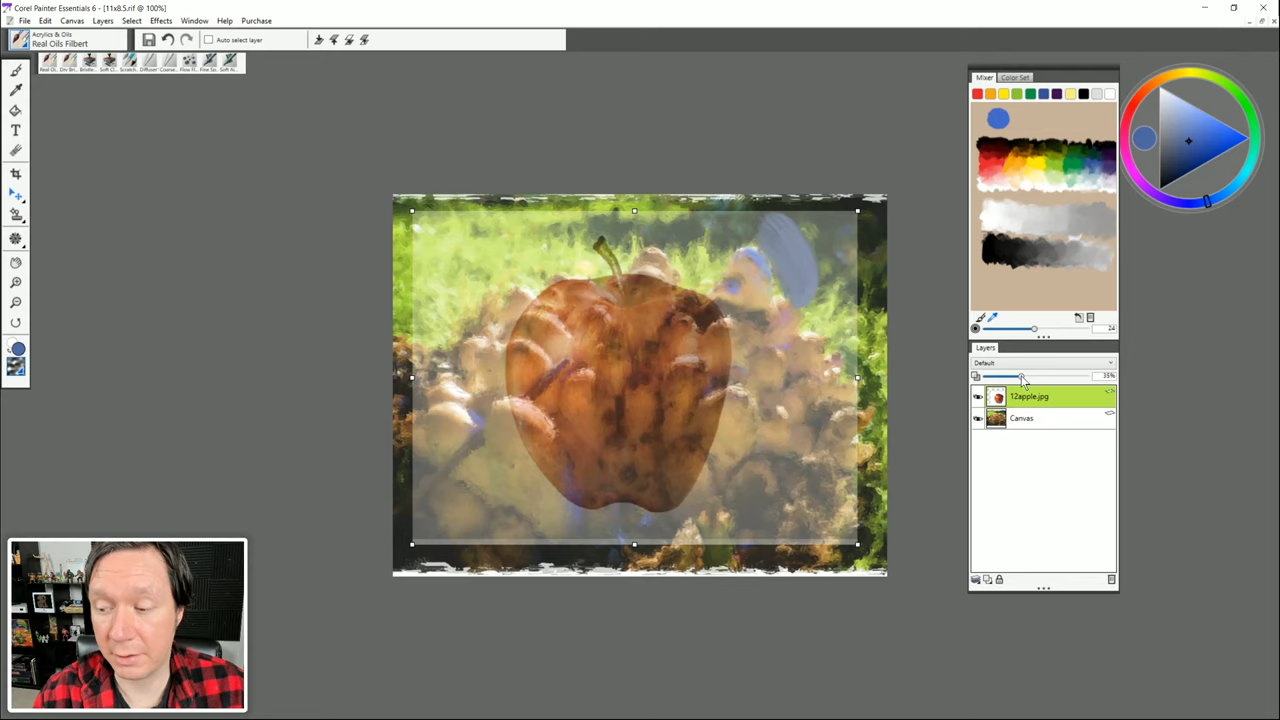 Corel Painter Essentials 6 - [11x8.5.rif @ 100%]
File Edit Canvas Layers Select Effects Window Help Purchase
Acrylics & Oils
Real Oils Filbert
Auto select layer
Mixer Color Set
24
Layers
Default
35%
12apple.jpg
Canvas